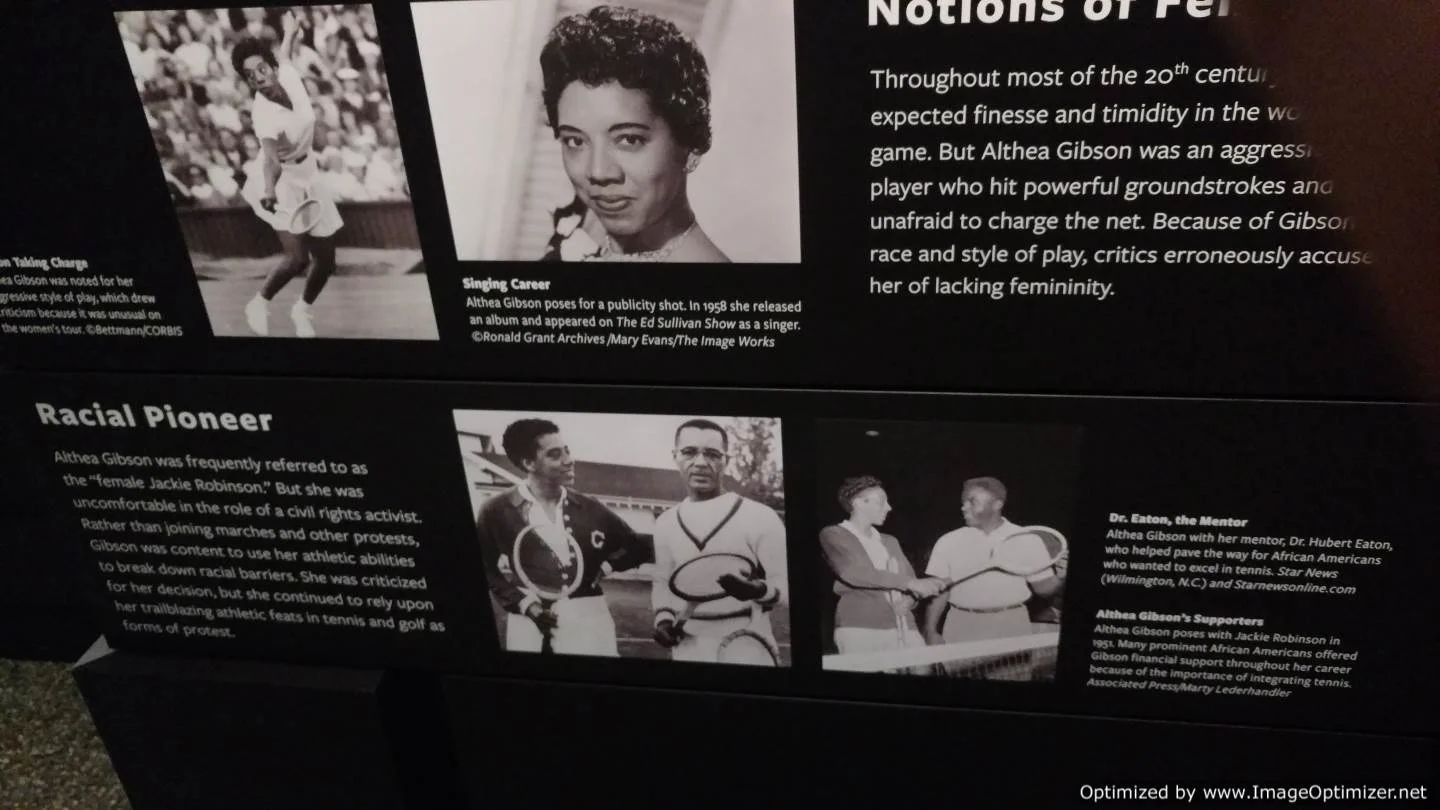 Notions of
Throughout most of the 20th
expected finesse and timidity in the
game. But Althea Gibson was an
player who hit powerful groundstrokes and
unafraid to charge the net. Because of
race and style of play, critics erroneously
her of lacking femininity.
Taking Charge
Gibson was noted for her
style of play, which drew
because it was unusual on
the women's tour. ©Bettmann/CORBIS
Singing Career
Althea Gibson poses for a publicity shot. In 1958 she released
an album and appeared on The Ed Sullivan Show as a singer.
©Ronald Grant Archives/Mary Evans/The Image Works
Racial Pioneer
Althea Gibson was frequently referred to as
the "female Jackie Robinson." But she was
uncomfortable in the role of a civil rights activist.
Rather than joining marches and other protests,
Gibson was content to use her athletic abilities
to break down racial barriers. She was criticized
for her decision, but she continued to rely upon
her trailblazing athletic feats in tennis and golf as
forms of protest.
C
Dr. Eaton, the Mentor
Althea Gibson with her mentor, Dr. Hubert Eaton,
who helped pave the way for African Americans
who wanted to excel in tennis. Star News
(Wilmington, N.C.) and Starnewsonline.com
Althea Gibson's Supporters
Althea Gibson poses with Jackie Robinson in
1951. Many prominent African Americans offered
Gibson financial support throughout her career
because of the importance of integrating tennis.
Associated Press/Marty Lederhandler
Optimized by www.ImageOptimizer.net